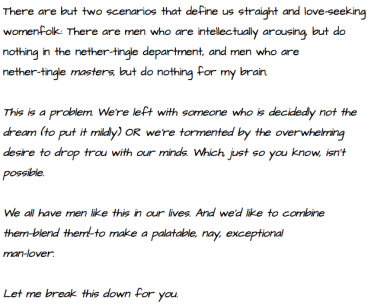 There are but two scenarios that define us straight and love-seeking
womenfolk: There are men who are intellectually arousing, but do
nothing in the nether-tingle department, and men who are
nether-tingle masters, but do nothing for my brain.
This is a problem. We're left with someone who is decidedly not the
dream (to put it mildly) OR we're tormented by the overwhelming
desire to drop trou with our minds. Which, just so you know, isn't
possible.
We all have men like this in our lives. And we'd like to combine
them-blend them!-to make a palatable, nay, exceptional
man-lover.
Let me break this down for you.